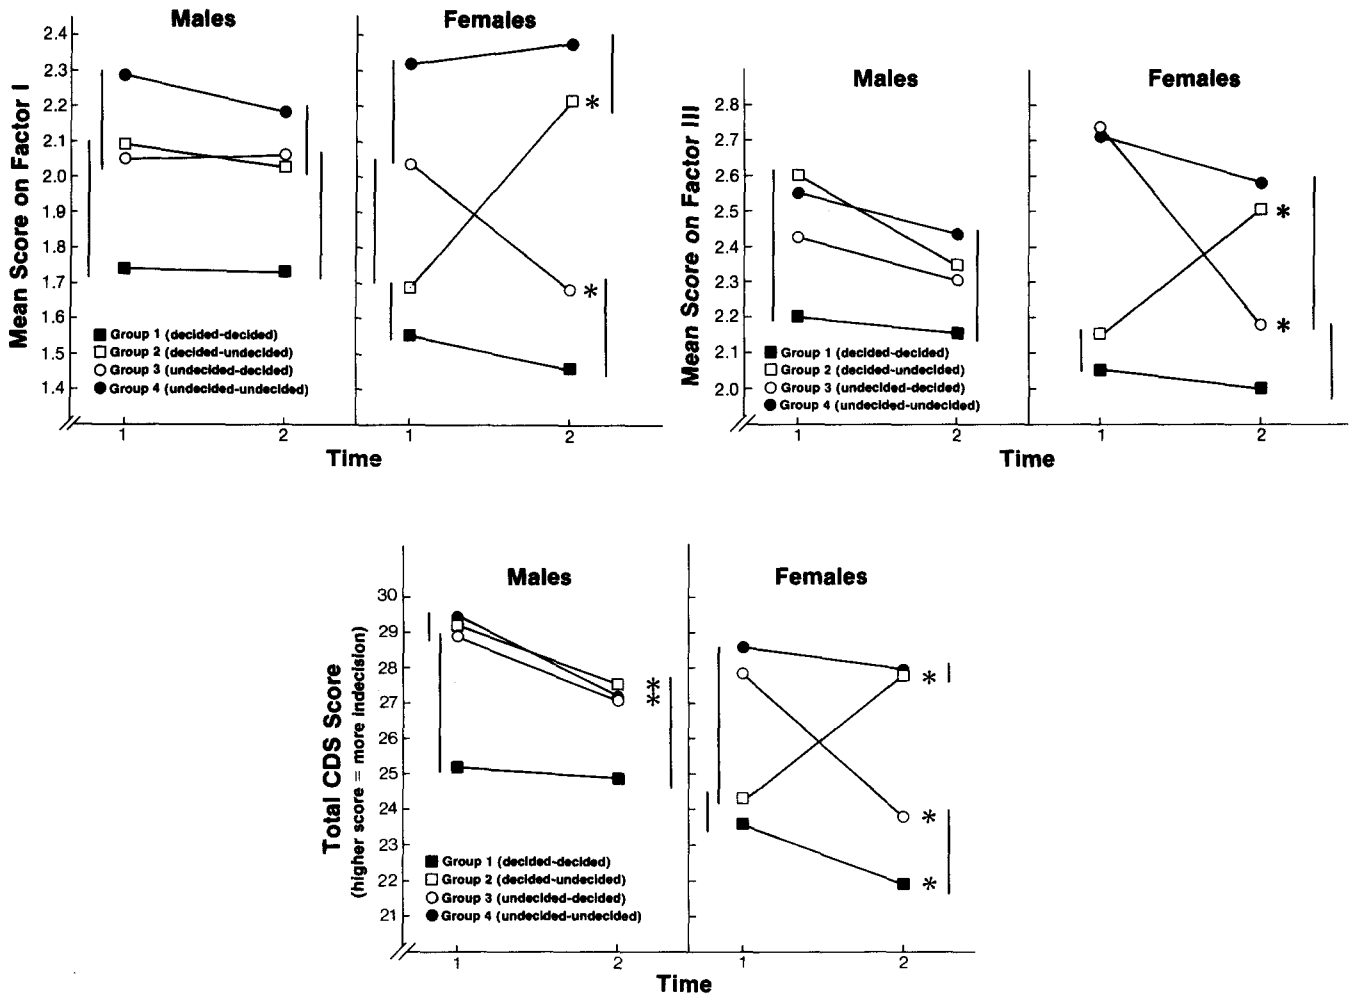 Males
Females
Mean Score on Factor I
2.4
2.3
2.2
2.1
2.0
1.9
1.8
1.7
1.6
1.5
1.4
Group 1 (decided-decided)
Group 2 (decided-undecided)
Group 3 (undecided-decided)
Group 4 (undecided-undecided)
*
*
1 2 1 2
Time
Males
Females
Mean Score on Factor III
2.8
2.7
2.6
2.5
2.4
2.3
2.2
2.1
2.0
Group 1 (decided-decided)
Group 2 (decided-undecided)
Group 3 (undecided-decided)
Group 4 (undecided-undecided)
*
*
1 2 1 2
Time
Males
Females
Total CDS Score
(higher score = more indecision)
30
29
28
27
26
25
24
23
22
21
Group 1 (decided-decided)
Group 2 (decided-undecided)
Group 3 (undecided-decided)
Group 4 (undecided-undecided)
*
*
*
*
*
1 2 1 2
Time